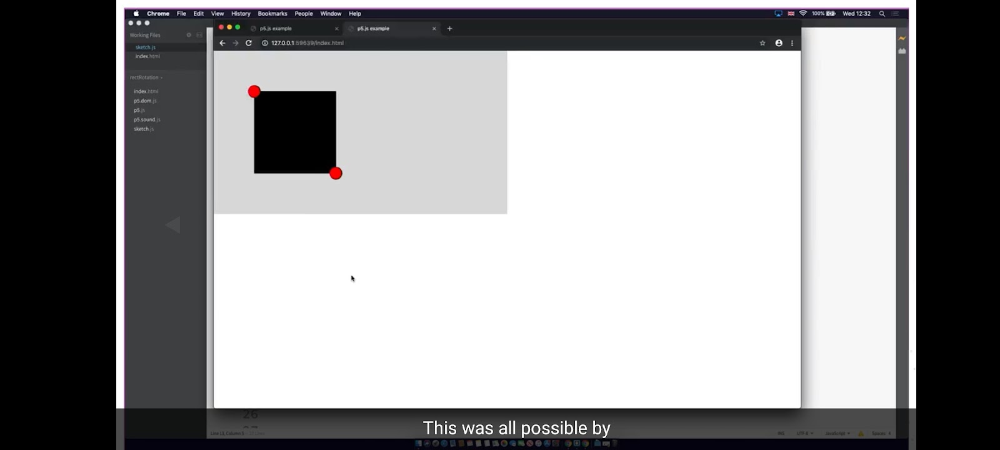 Chrome File Edit View History Bookmarks People Window Help 100% Wed 12:32
Working Files
p5.js example p5.js example
sketch.js
127.0.0.1:59639/index.html
index.html
rectRotation
index.html
p5.dom.js
p5.js
p5.sound.js
sketch.js
26
Line 13, Column 5 INS UTF-8 JavaScript Spaces: 4
This was all possible by